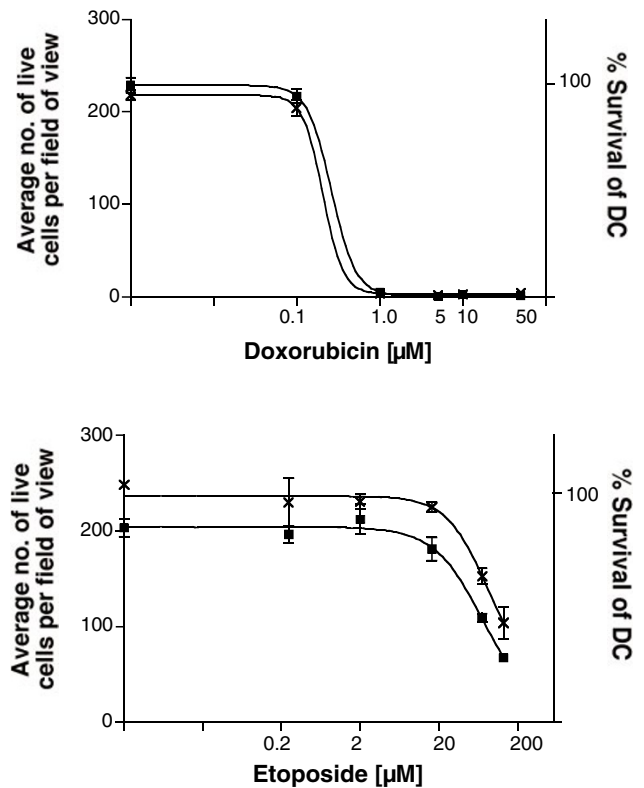 Average no. of live
cells per field of view
300
200
100
0
0.1
1.0
5
10
50
Doxorubicin [µM]
100
% Survival of DC
Average no. of live
cells per field of view
300
200
100
0
0.2
2
20
200
Etoposide [µM]
100
% Survival of DC